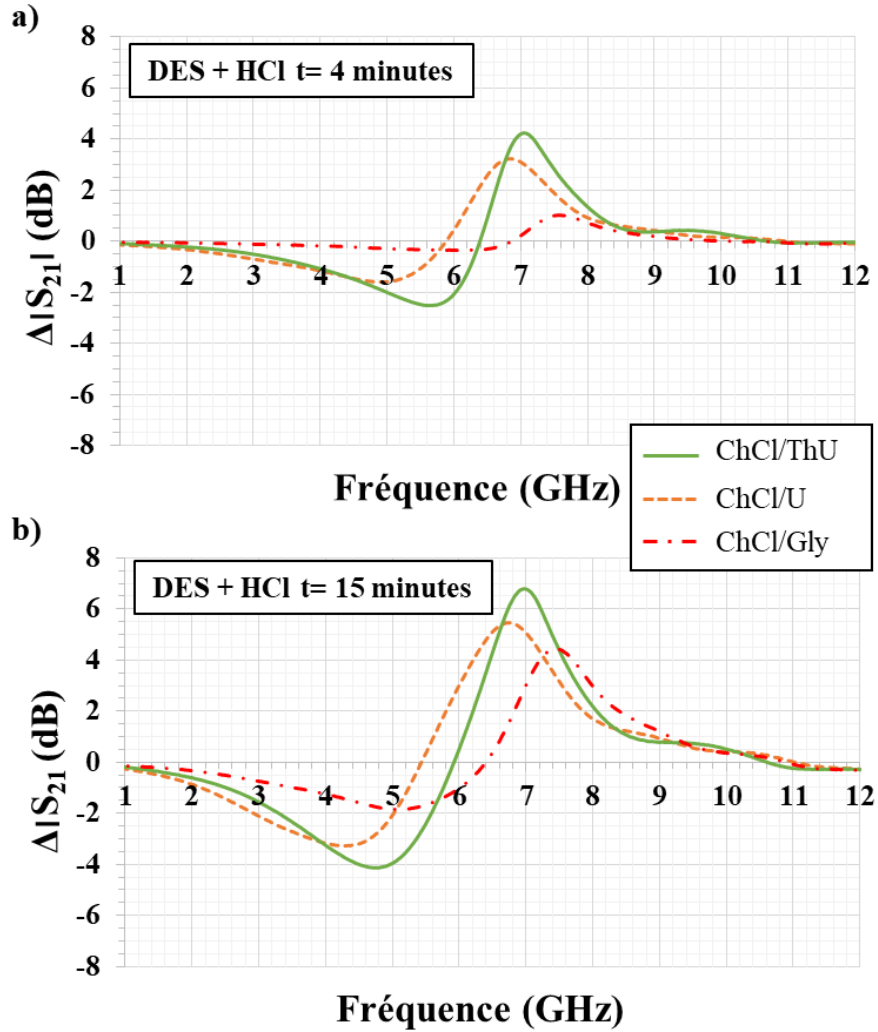 a)
8
6
4
2
0
-2
-4
-6
-8
DES + HCl t= 4 minutes
Δ|S21| (dB)
1 2 3 4 5 6 7 8 9 10 11 12
Fréquence (GHz)
ChCl/ThU
ChCl/U
ChCl/Gly
b)
8
6
4
2
0
-2
-4
-6
-8
DES + HCl t= 15 minutes
Δ|S21 (dB)
1 2 3 4 5 6 7 8 9 10 11 12
Fréquence (GHz)